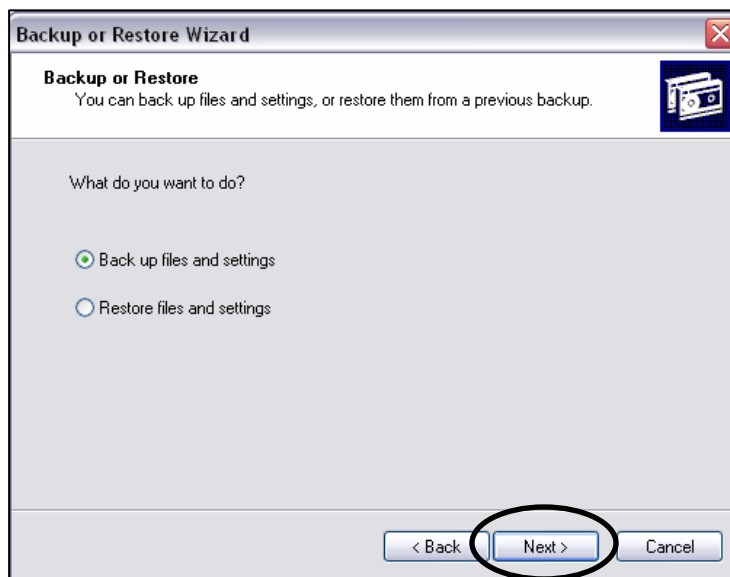 Backup or Restore Wizard
Backup or Restore
You can back up files and settings, or restore them from a previous backup.
What do you want to do?
Back up files and settings
Restore files and settings
< Back Next > Cancel